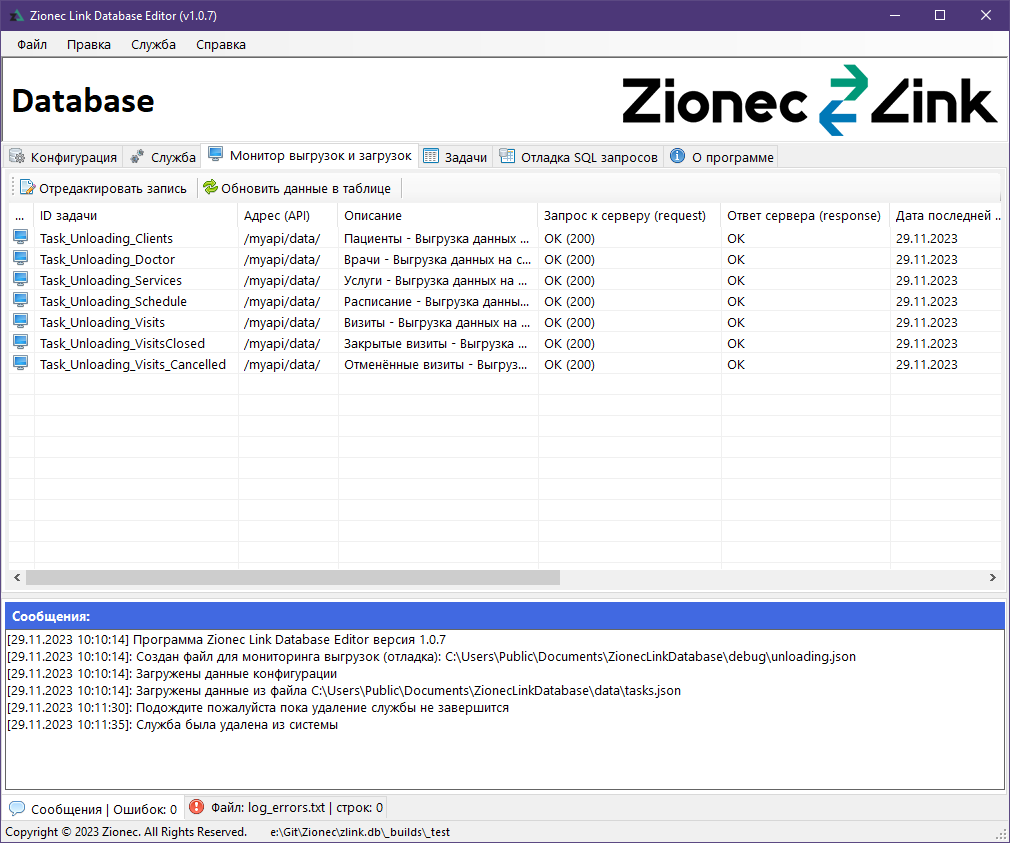 Zionec Link Database Editor (v1.0.7)
Файл Правка Служба Справка
Database Zionec Link
Конфигурация Служба Монитор выгрузок и загрузок Задачи Отладка SQL запросов О программе
Отредактировать запись Обновить данные в таблице
... ID задачи Адрес (API) Описание Запрос к серверу (request) Ответ сервера (response) Дата последней ...
Task_Unloading_Clients /myapi/data/ Пациенты - Выгрузка данных ... OK (200) OK 29.11.2023
Task_Unloading_Doctor /myapi/data/ Врачи - Выгрузка данных на с... OK (200) OK 29.11.2023
Task_Unloading_Services /myapi/data/ Услуги - Выгрузка данных на ... OK (200) OK 29.11.2023
Task_Unloading_Schedule /myapi/data/ Расписание - Выгрузка данны... OK (200) OK 29.11.2023
Task_Unloading_Visits /myapi/data/ Визиты - Выгрузка данных на ... OK (200) OK 29.11.2023
Task_Unloading_VisitsClosed /myapi/data/ Закрытые визиты - Выгрузка ... OK (200) OK 29.11.2023
Task_Unloading_Visits_Cancelled /myapi/data/ Отменённые визиты - Выгруз... OK (200) OK 29.11.2023
Сообщения:
[29.11.2023 10:10:14] Программа Zionec Link Database Editor версия 1.0.7
[29.11.2023 10:10:14]: Создан файл для мониторинга выгрузок (отладка): C:\Users\Public\Documents\ZionecLinkDatabase\debug\unloading.json
[29.11.2023 10:10:14]: Загружены данные конфигурации
[29.11.2023 10:10:14]: Загружены данные из файла C:\Users\Public\Documents\ZionecLinkDatabase\data\tasks.json
[29.11.2023 10:11:30]: Подождите пожалуйста пока удаление службы не завершится
[29.11.2023 10:11:35]: Служба была удалена из системы
Сообщения | Ошибок: 0 Файл: log_errors.txt | строк: 0
Copyright © 2023 Zionec. All Rights Reserved. e:\Git\Zionec\zlink.db\_builds\_test